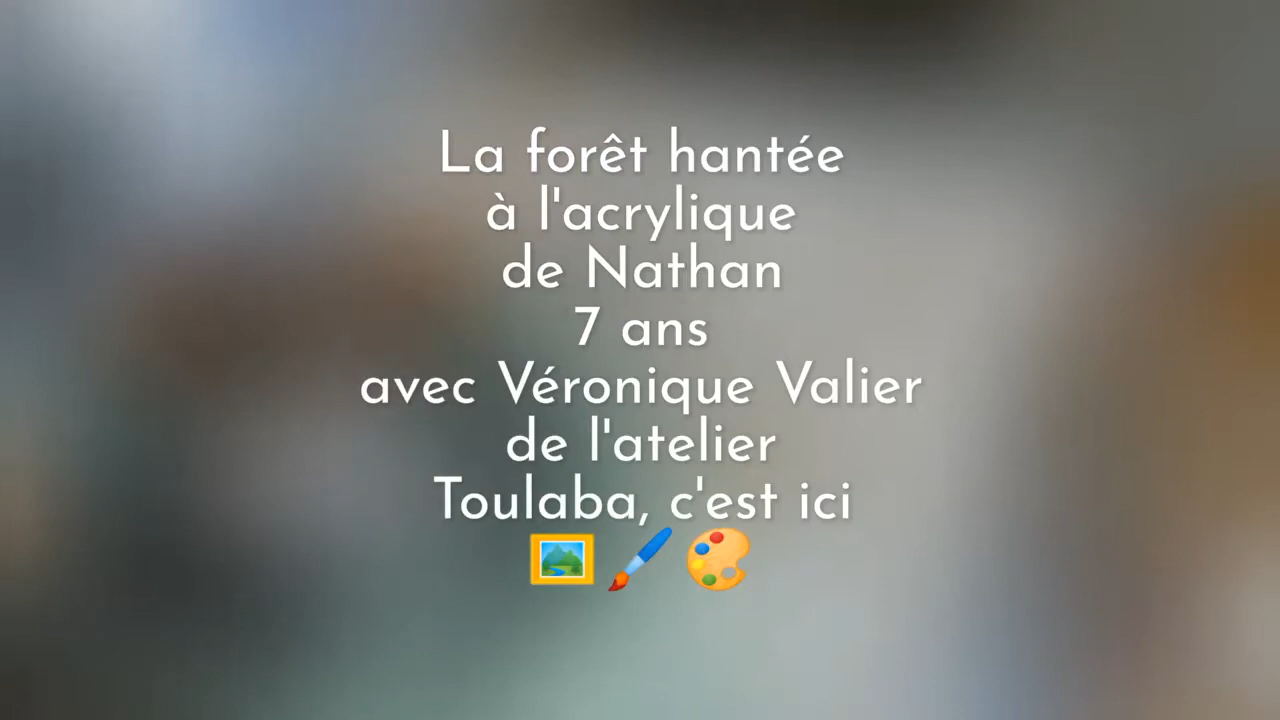 La forêt hantée
à l'acrylique
de Nathan
7 ans
avec Véronique Valier
de l'atelier
Toulaba, c'est ici
🖼️🖌️🎨